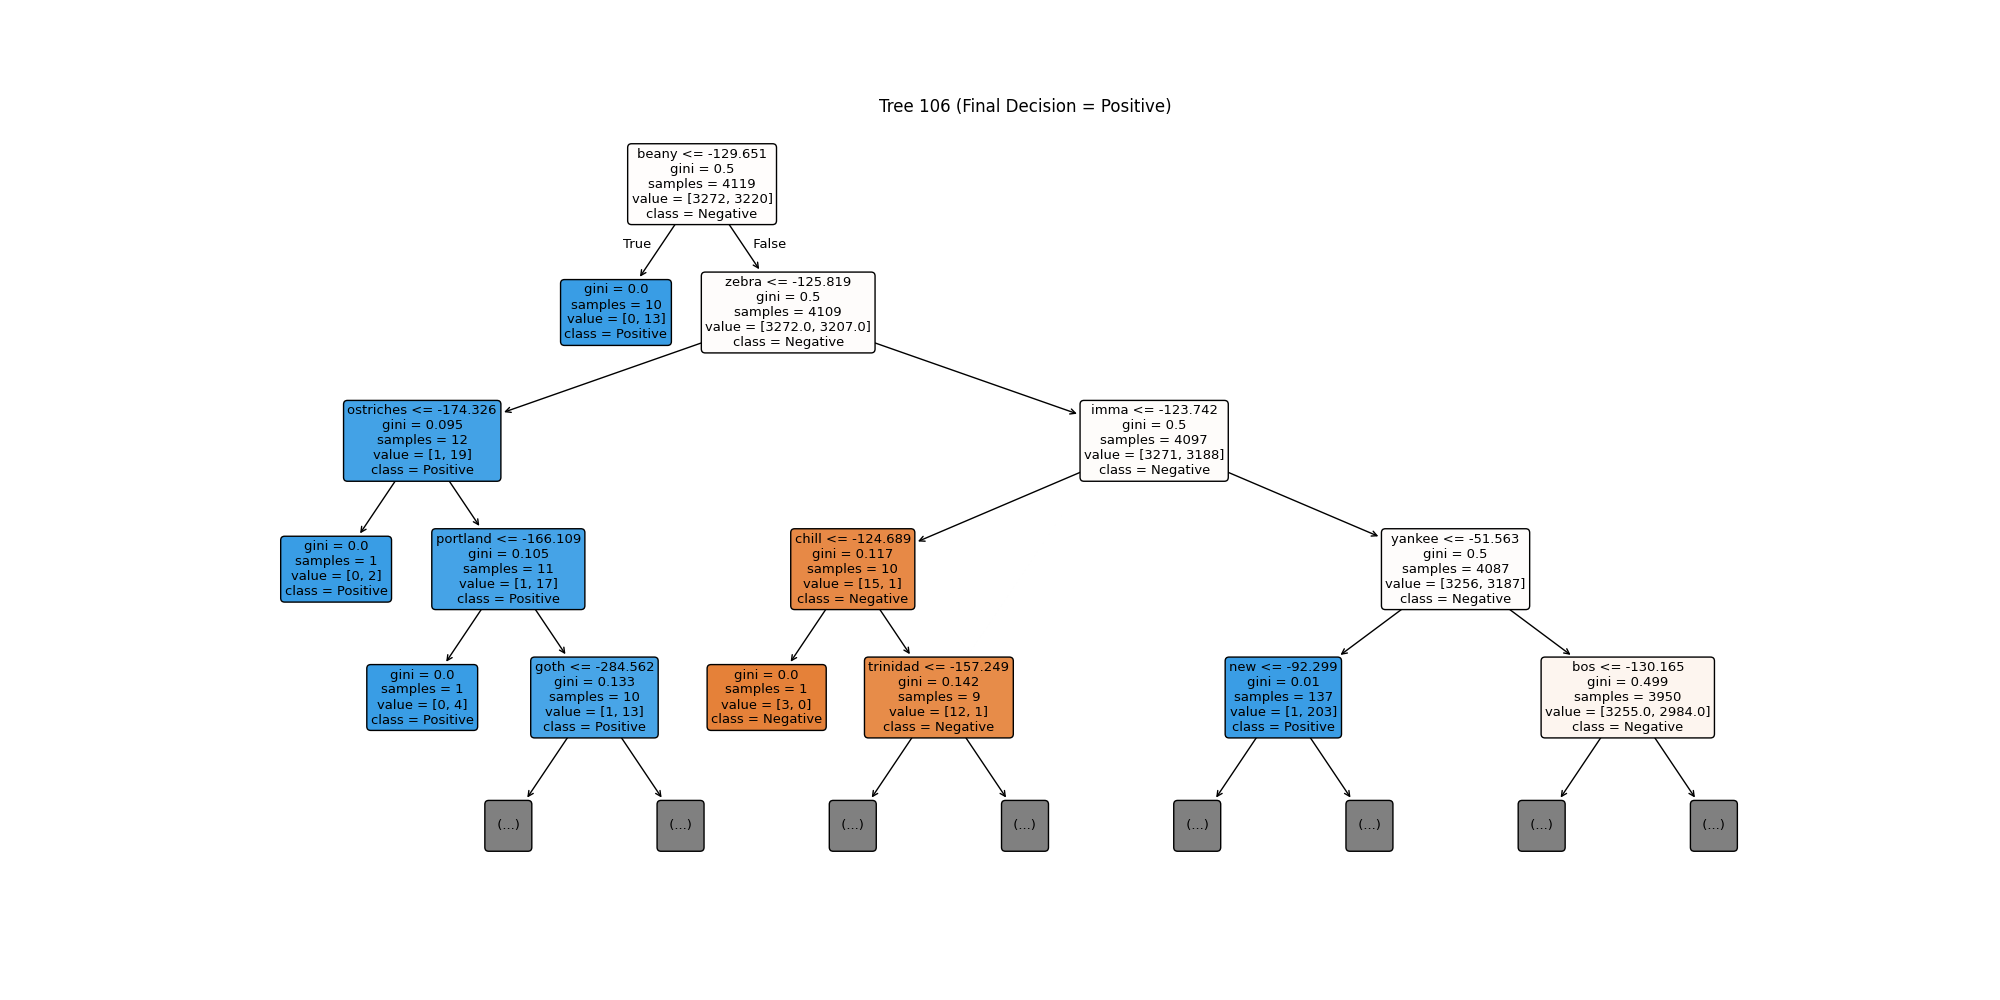 Tree 106 (Final Decision = Positive)
beany <= -129.651
gini = 0.5
samples = 4119
value = [3272, 3220]
class = Negative
True
False
gini = 0.0
samples = 10
value = [0, 13]
class = Positive
zebra <= -125.819
gini = 0.5
samples = 4109
value = [3272.0, 3207.0]
class = Negative
ostriches <= -174.326
gini = 0.095
samples = 12
value = [1, 19]
class = Positive
imma <= -123.742
gini = 0.5
samples = 4097
value = [3271, 3188]
class = Negative
gini = 0.0
samples = 1
value = [0, 2]
class = Positive
portland <= -166.109
gini = 0.105
samples = 11
value = [1, 17]
class = Positive
chill <= -124.689
gini = 0.117
samples = 10
value = [15, 1]
class = Negative
yankee <= -51.563
gini = 0.5
samples = 4087
value = [3256, 3187]
class = Negative
gini = 0.0
samples = 1
value = [0, 4]
class = Positive
goth <= -284.562
gini = 0.133
samples = 10
value = [1, 13]
class = Positive
gini = 0.0
samples = 1
value = [3, 0]
class = Negative
trinidad <= -157.249
gini = 0.142
samples = 9
value = [12, 1]
class = Negative
new <= -92.299
gini = 0.01
samples = 137
value = [1, 203]
class = Positive
bos <= -130.165
gini = 0.499
samples = 3950
value = [3255.0, 2984.0]
class = Negative
(...)
(...)
(...)
(...)
(...)
(...)
(...)
(...)